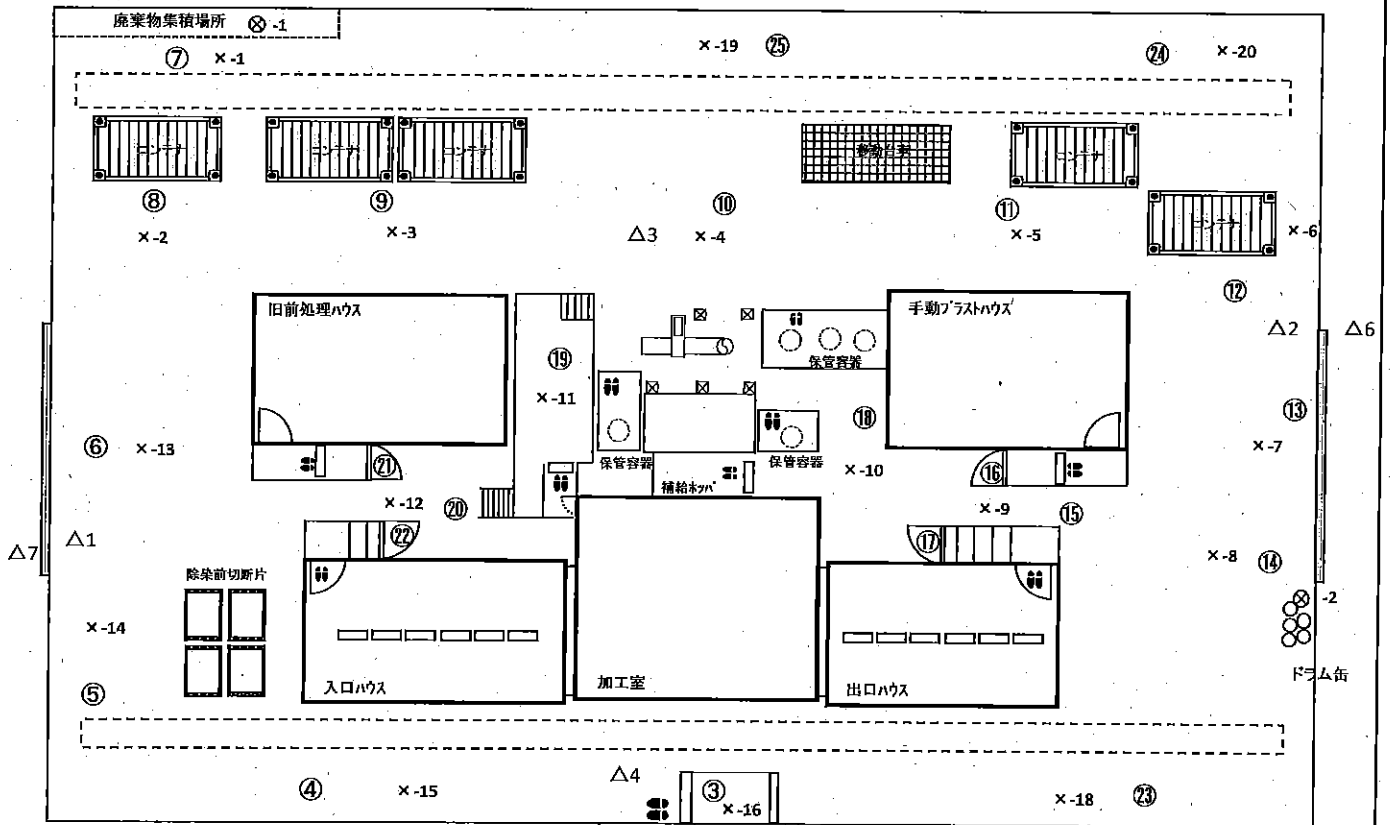 廃棄物集積場所 ⊗ -1
⑦ ×-1
×-19 ㉕
㉔ ×-20
コンテナ
コンテナ
コンテナ
移動台車
コンテナ
コンテナ
⑧
⑨
⑩
⑪
×-2
×-3
△3 ×-4
×-5
×-6
⑫
旧前処理ハウス
手動ブラストハウス
△2
△6
保管容器
⑲
×-11
⑱
⑬
⑥ ×-13
×-7
㉑
保管容器
保管容器
×-10
⑯
補給ホッパ
×-12
⑳
×-9
⑮
㉒
⑰
△7 △1
×-8
⑭
除染前切断片
⊗ -2
×-14
ドラム缶
入口ハウス
加工室
出口ハウス
⑤
④ ×-15
△4
③
×-16
×-18 ㉓